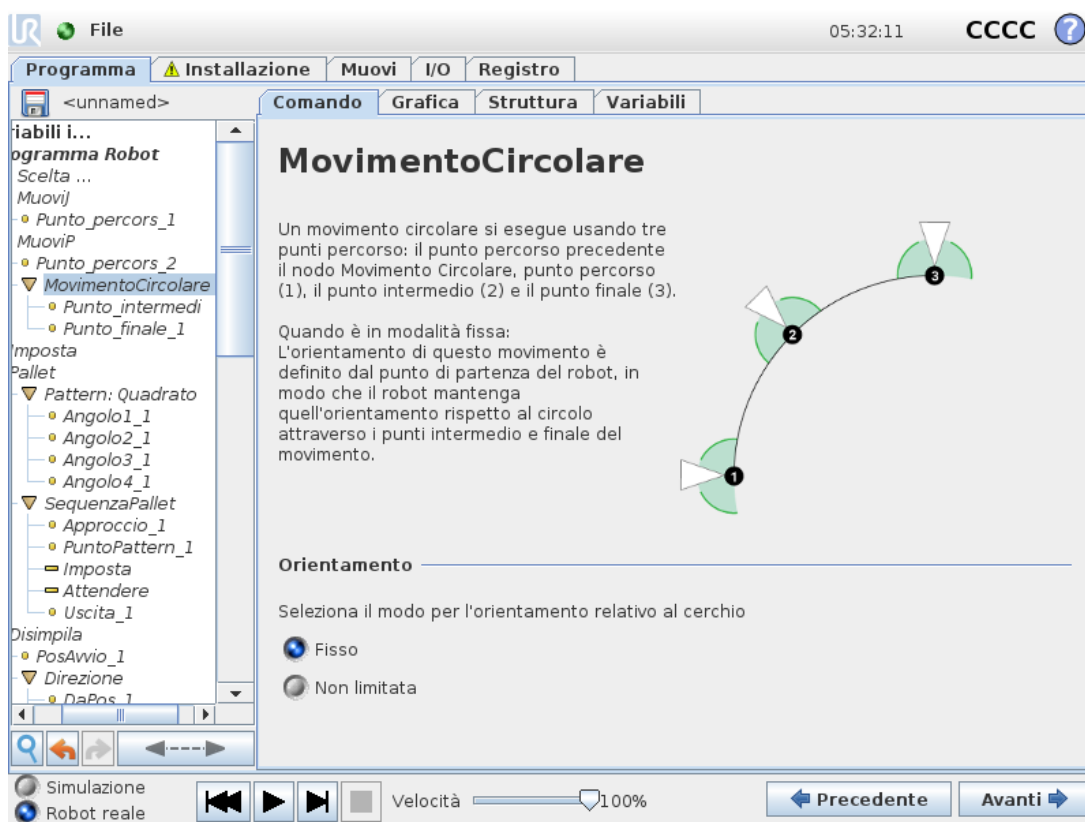 File
05:32:11
CCCC
?
Programma
Installazione
Muovi
I/O
Registro
<unnamed>
Comando
Grafica
Struttura
Variabili
riabili i...
ogramma Robot
Scelta ...
MuoviJ
Punto_percors_1
MuoviP
Punto_percors_2
MovimentoCircolare
Punto_intermedi
Punto_finale_1
Imposta
Pallet
Pattern: Quadrato
Angolo1_1
Angolo2_1
Angolo3_1
Angolo4_1
SequenzaPallet
Approccio_1
PuntoPattern_1
Imposta
Attendere
Uscita_1
Disimpila
PosAvvio_1
Direzione
DaPos_1
MovimentoCircolare
Un movimento circolare si esegue usando tre
punti percorso: il punto percorso precedente
il nodo Movimento Circolare, punto percorso
(1), il punto intermedio (2) e il punto finale (3).
Quando è in modalità fissa:
L'orientamento di questo movimento è
definito dal punto di partenza del robot, in
modo che il robot mantenga
quell'orientamento rispetto al circolo
attraverso i punti intermedio e finale del
movimento.
3
2
1
Orientamento
Seleziona il modo per l'orientamento relativo al cerchio
Fisso
Non limitata
Simulazione
Robot reale
Velocità
100%
Precedente
Avanti